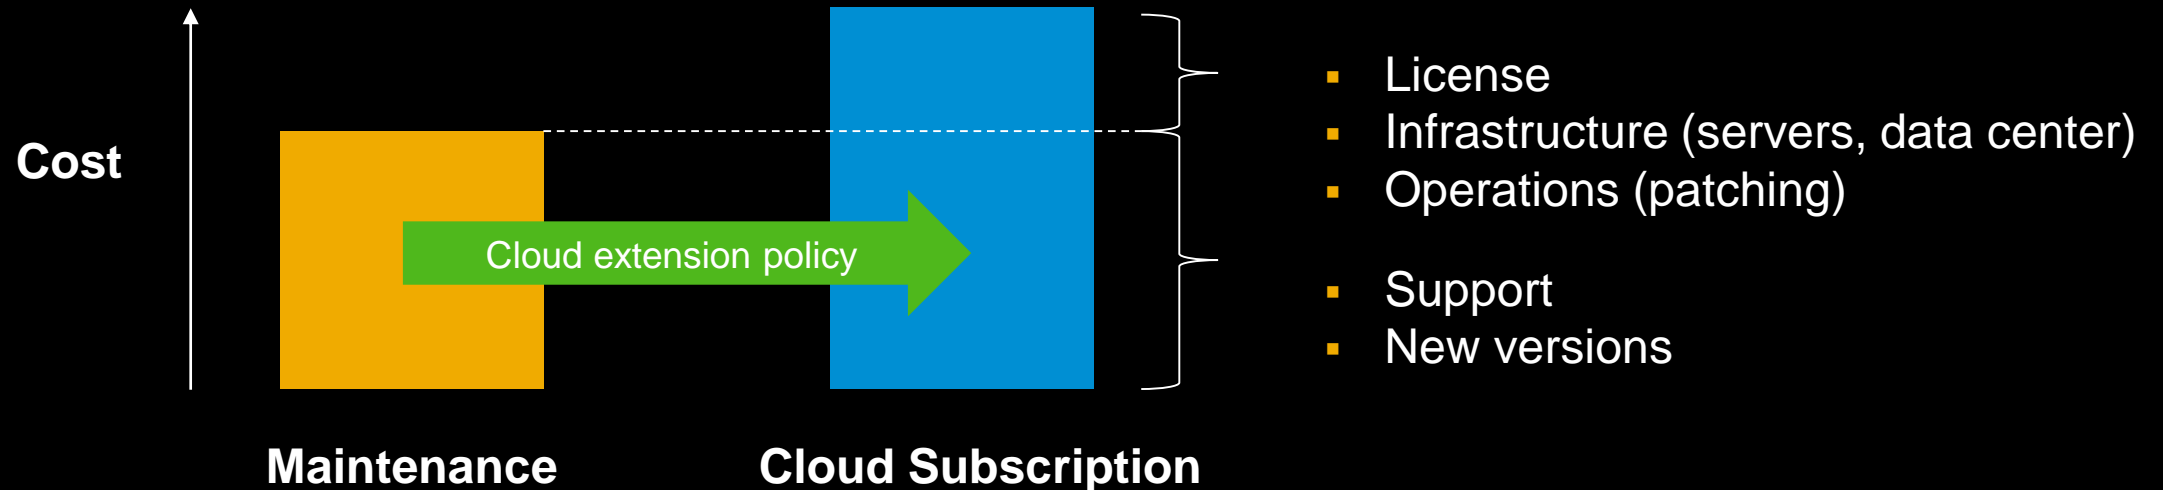 Cost
Cloud extension policy
Maintenance
Cloud Subscription
▪ License
▪ Infrastructure (servers, data center)
▪ Operations (patching)
▪ Support
▪ New versions